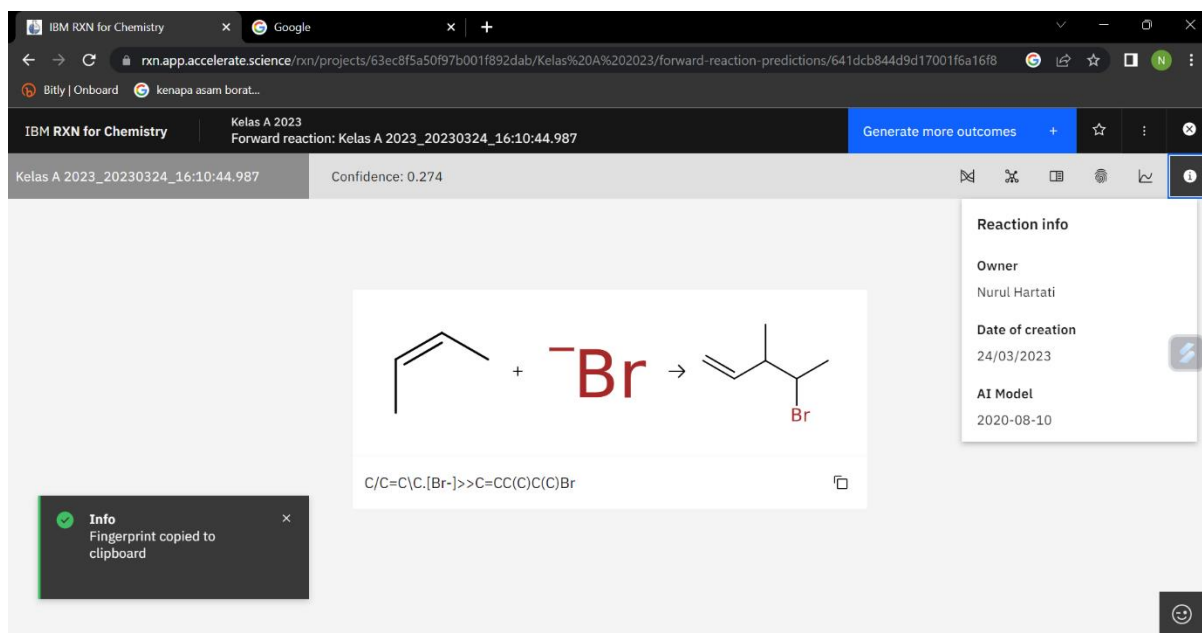 IBM RXN for Chemistry
Google
rxn.app.accelerate.science/rxn/projects/63ec8f5a50f97b001f892dab/Kelas%20A%202023/forward-reaction-predictions/641dcb844d9d17001f6a16f8
N
Bitly | Onboard
kenapa asam borat...
IBM RXN for Chemistry
Kelas A 2023
Forward reaction: Kelas A 2023_20230324_16:10:44.987
Generate more outcomes +
Kelas A 2023_20230324_16:10:44.987
Confidence: 0.274
Reaction info
Owner
Nurul Hartati
Date of creation
24/03/2023
AI Model
2020-08-10
+ ⁻Br →
Br
C/C=C\C.[Br-]>>C=CC(C)C(C)Br
Info
Fingerprint copied to
clipboard